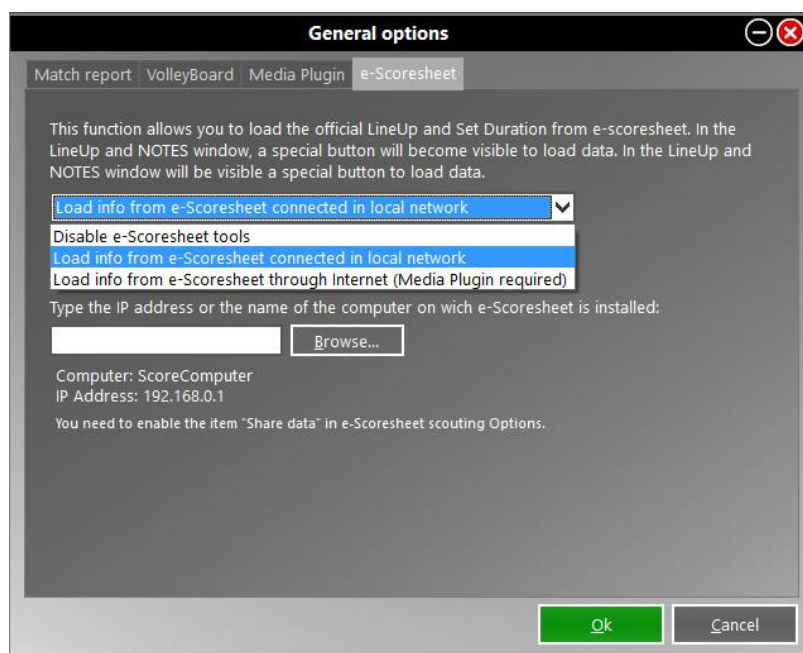 General options
Match report VolleyBoard Media Plugin e-Scoresheet
This function allows you to load the official LineUp and Set Duration from e-scoresheet. In the
LineUp and NOTES window, a special button will become visible to load data. In the LineUp and
NOTES window will be visible a special button to load data.
Load info from e-Scoresheet connected in local network
Disable e-Scoresheet tools
Load info from e-Scoresheet connected in local network
Load info from e-Scoresheet through Internet (Media Plugin required)
Type the IP address or the name of the computer on wich e-Scoresheet is installed:
Browse...
Computer: ScoreComputer
IP Address: 192.168.0.1
You need to enable the item "Share data" in e-Scoresheet scouting Options.
Ok Cancel